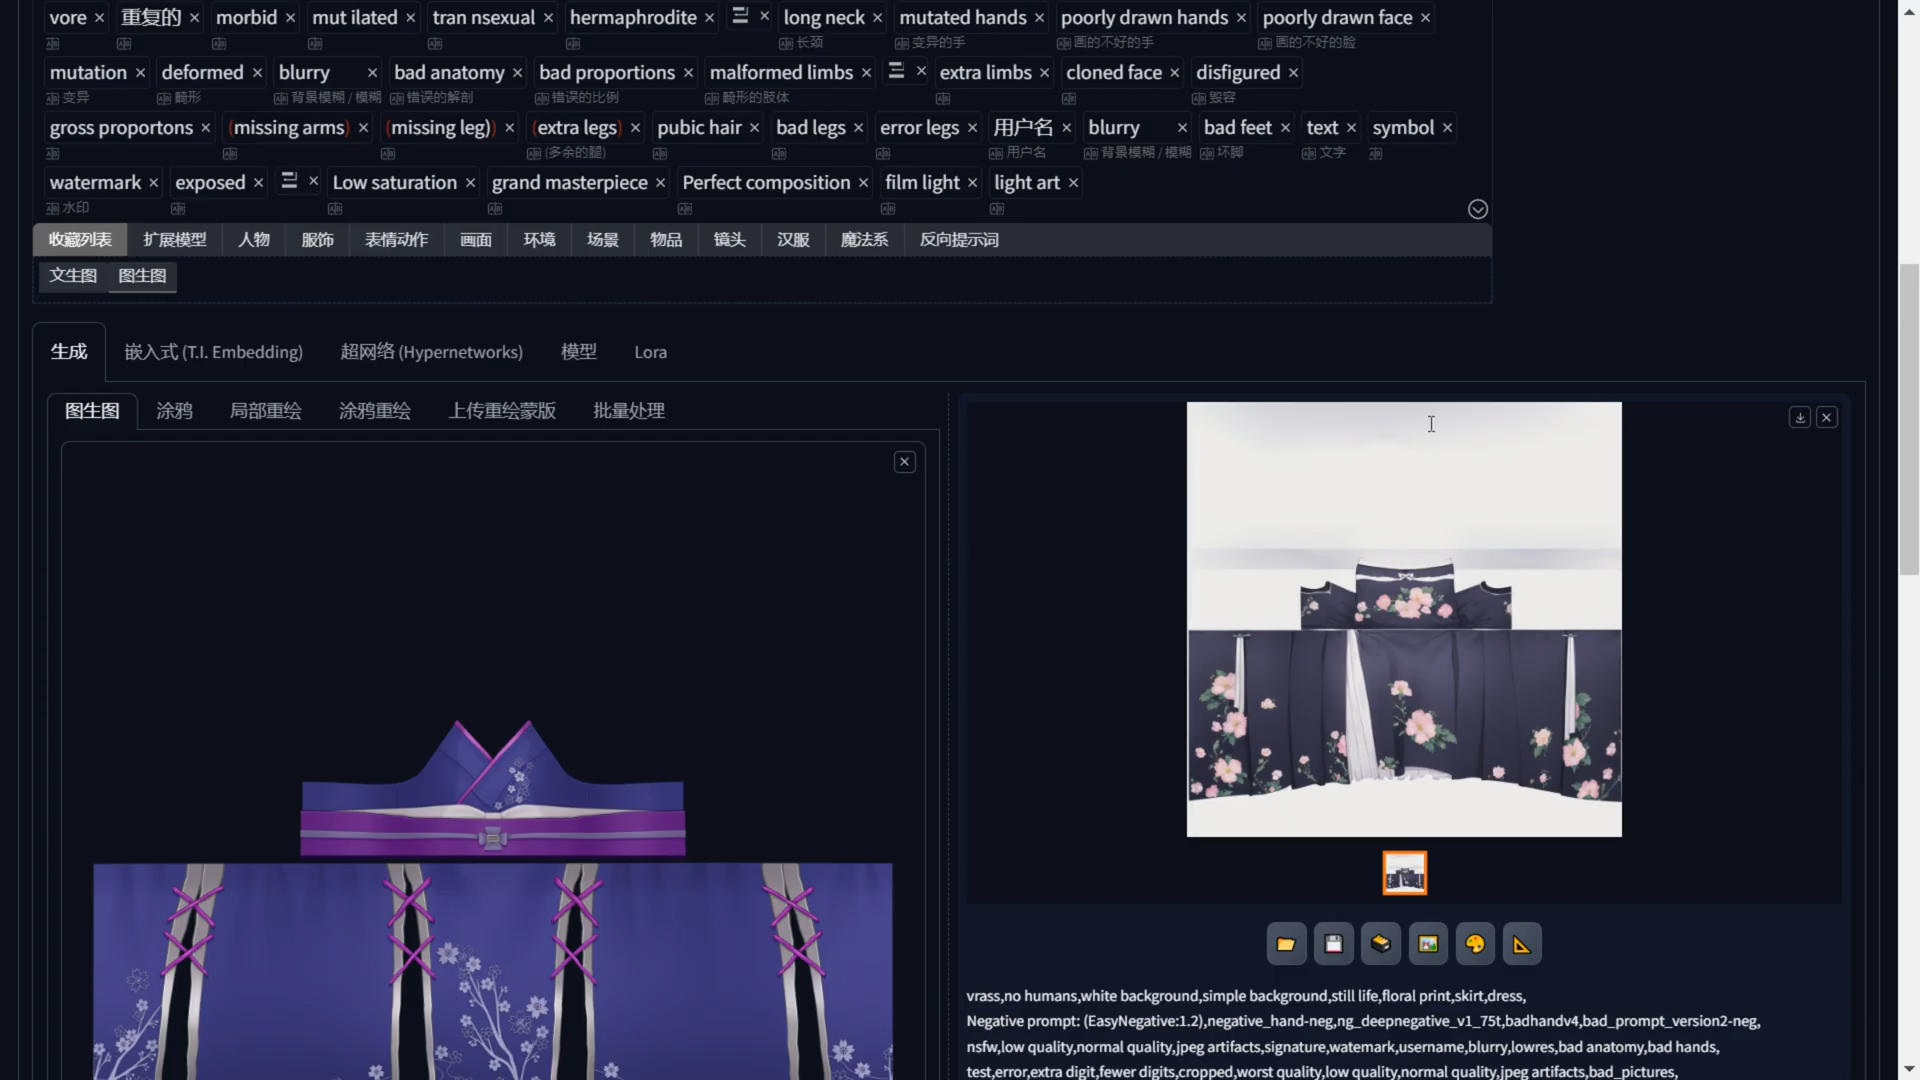 vore × 重复的 × morbid × mut ilated × tran nsexual × hermaphrodite × × long neck × mutated hands × poorly drawn hands × poorly drawn face ×
长颈 变异的手 画的不好的手 画的不好的脸
mutation × deformed × blurry × bad anatomy × bad proportions × malformed limbs × × extra limbs × cloned face × disfigured ×
变异 畸形 背景模糊 / 模糊 错误的解剖 错误的比例 畸形的肢体 毁容
gross proportons × (missing arms) × (missing leg)) × (extra legs) × pubic hair × bad legs × error legs × 用户名 × blurry × bad feet × text × symbol ×
(多余的腿) 用户名 背景模糊 / 模糊 坏脚 文字
watermark × exposed × × Low saturation × grand masterpiece × Perfect composition × film light × light art ×
水印
收藏列表 扩展模型 人物 服饰 表情动作 画面 环境 场景 物品 镜头 汉服 魔法系 反向提示词
文生图 图生图
生成 嵌入式 (T.I. Embedding) 超网络 (Hypernetworks) 模型 Lora
图生图 涂鸦 局部重绘 涂鸦重绘 上传重绘蒙版 批量处理
vrass,no humans,white background,simple background,still life,floral print,skirt,dress,
Negative prompt: (EasyNegative:1.2),negative_hand-neg,ng_deepnegative_v1_75t,badhandv4,bad_prompt_version2-neg,
nsfw,low quality,normal quality,jpeg artifacts,signature,watemark,username,blurry,lowres,bad anatomy,bad hands,
test,error,extra digit,fewer digits,cropped,worst quality,low quality,normal quality,jpeg artifacts,bad_pictures,